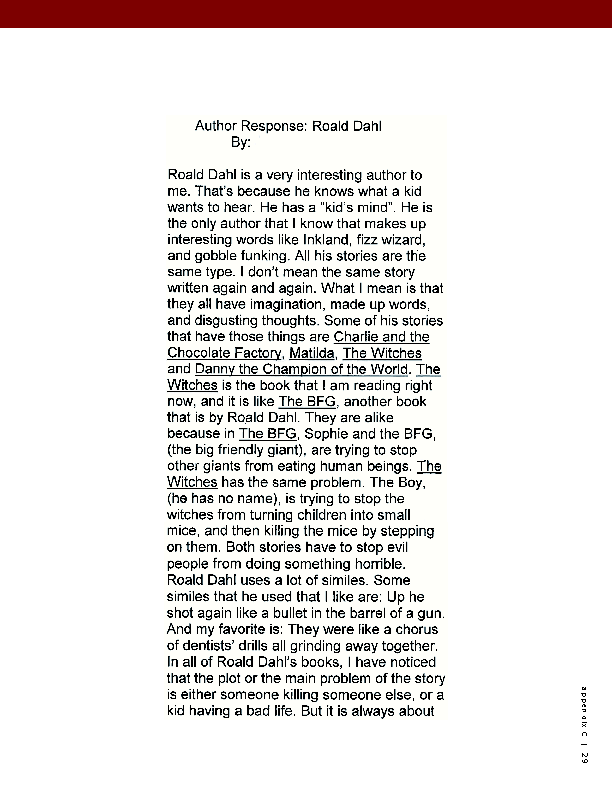 Author Response: Roald Dahl
By:
Roald Dahl is a very interesting author to
me. That's because he knows what a kid
wants to hear. He has a "kid's mind". He is
the only author that I know that makes up
interesting words like Inkland, fizz wizard,
and gobble funking. All his stories are the
same type. I don't mean the same story
written again and again. What I mean is that
they all have imagination, made up words,
and disgusting thoughts. Some of his stories
that have those things are Charlie and the
Chocolate Factory, Matilda, The Witches
and Danny the Champion of the World. The
Witches is the book that I am reading right
now, and it is like The BFG, another book
that is by Roald Dahl. They are alike
because in The BFG, Sophie and the BFG,
(the big friendly giant), are trying to stop
other giants from eating human beings. The
Witches has the same problem. The Boy,
(he has no name), is trying to stop the
witches from turning children into small
mice, and then killing the mice by stepping
on them. Both stories have to stop evil
people from doing something horrible.
Roald Dahl uses a lot of similes. Some
similes that he used that I like are: Up he
shot again like a bullet in the barrel of a gun.
And my favorite is: They were like a chorus
of dentists' drills all grinding away together.
In all of Roald Dahl's books, I have noticed
that the plot or the main problem of the story
is either someone killing someone else, or a
kid having a bad life. But it is always about
appendix C | 29